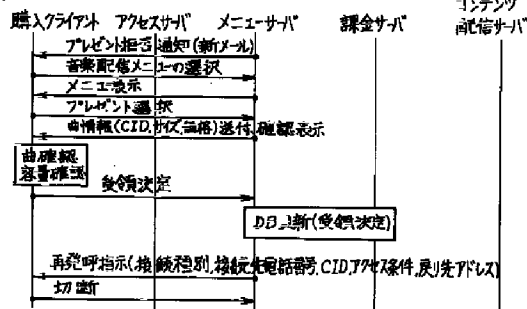 購入クライアント アクセスサーバ メニューサーバ 課金サーバ コンテンツ配信サーバ
プレゼント拒否通知(新メール)
音楽配信メニューの選択
メニュー表示
プレゼント選択
曲情報(CID,サイズ,価格)送付,確認表示
曲確認
容量確認
受領決定
DB更新(受領決定)
再発呼指示(接続種別,接続先電話番号,CID,アクセス条件,戻り先アドレス)
切断